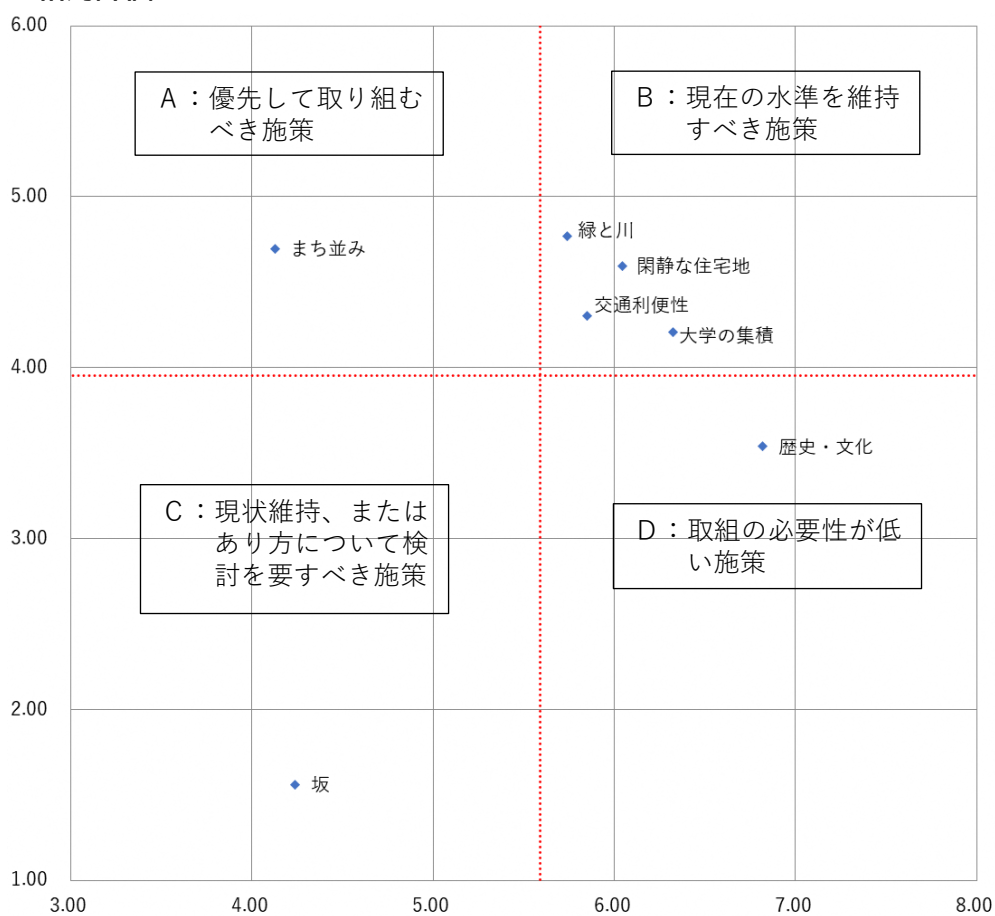 6.00
Ａ：優先して取り組む
べき施策
Ｂ：現在の水準を維持
すべき施策
5.00
まち並み
緑と川
閑静な住宅地
交通利便性
大学の集積
4.00
歴史・文化
Ｃ：現状維持、または
あり方について検
討を要すべき施策
Ｄ：取組の必要性が低
い施策
3.00
2.00
坂
1.00
3.00 4.00 5.00 6.00 7.00 8.00